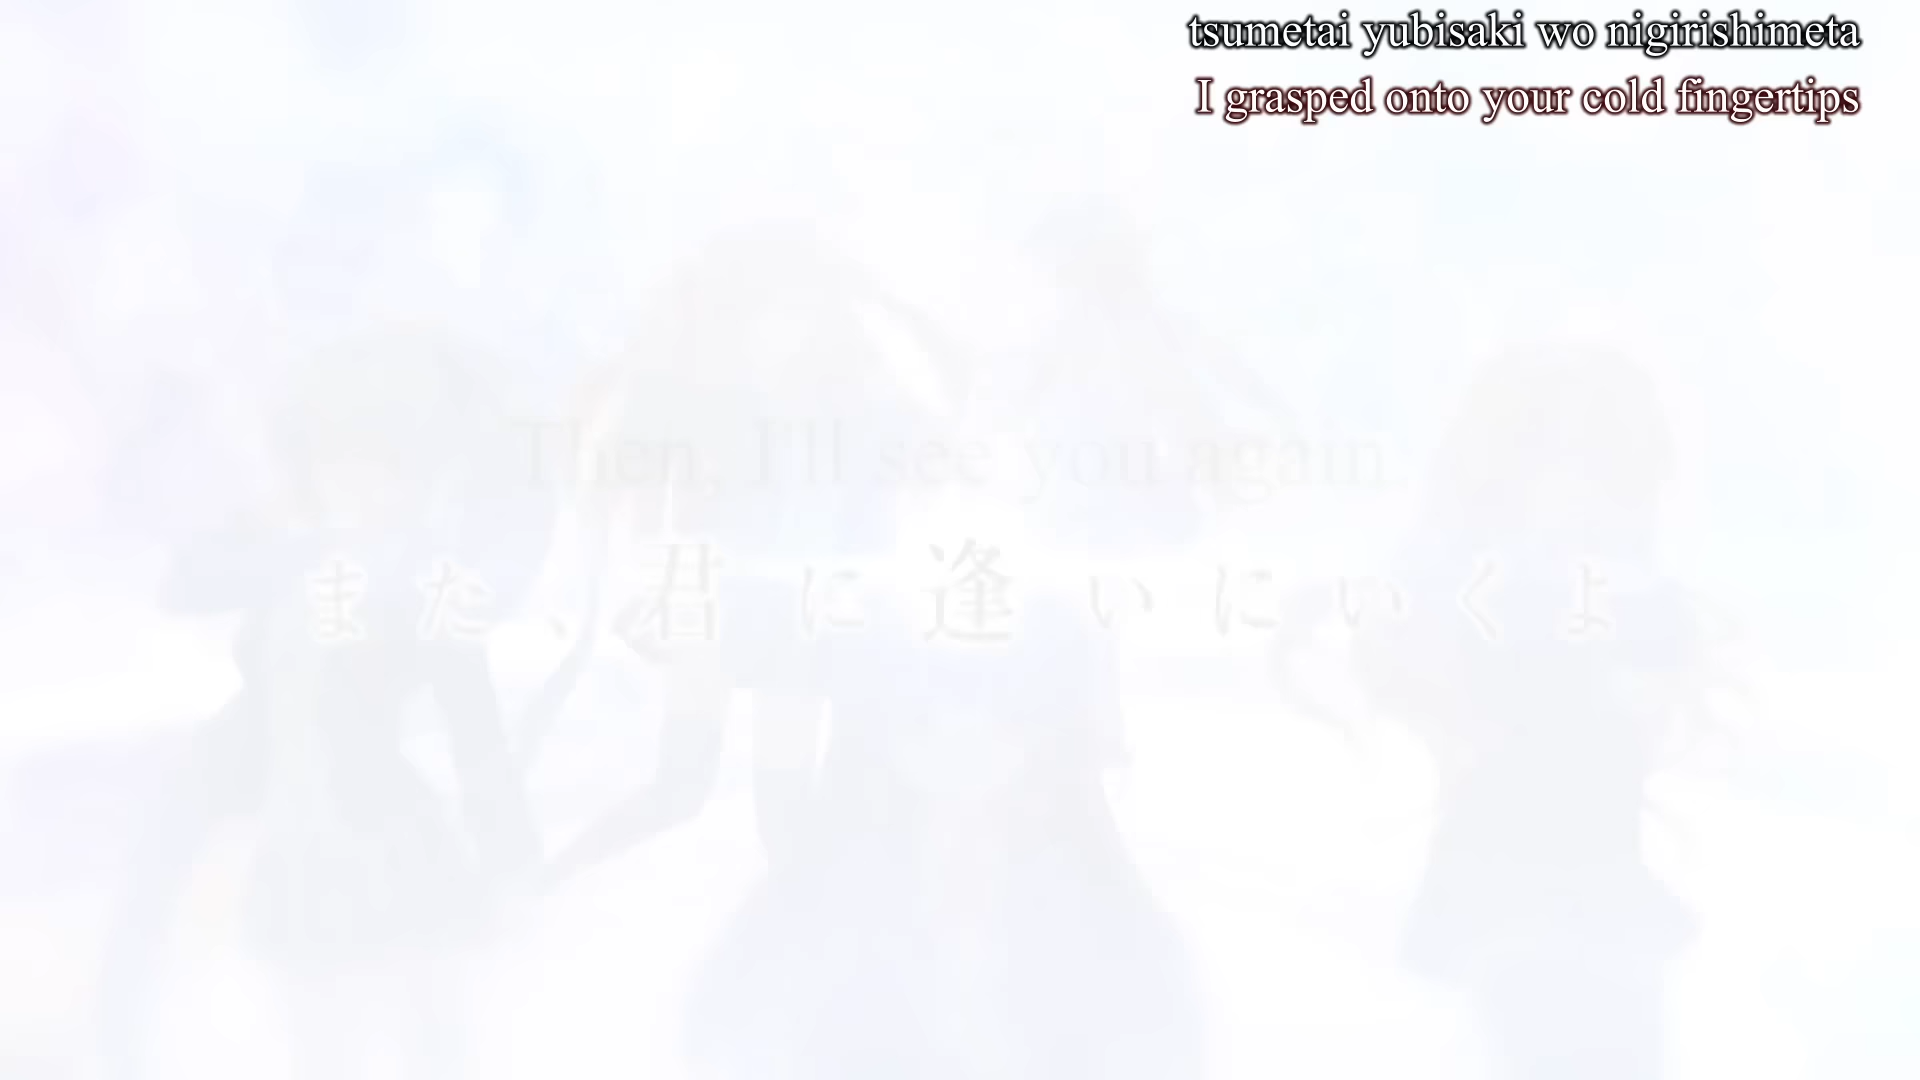 tsumetai yubisaki wo nigirishimeta
I grasped onto your cold fingertips
Then, I'll see you again.
また、君に逢いにいくよ